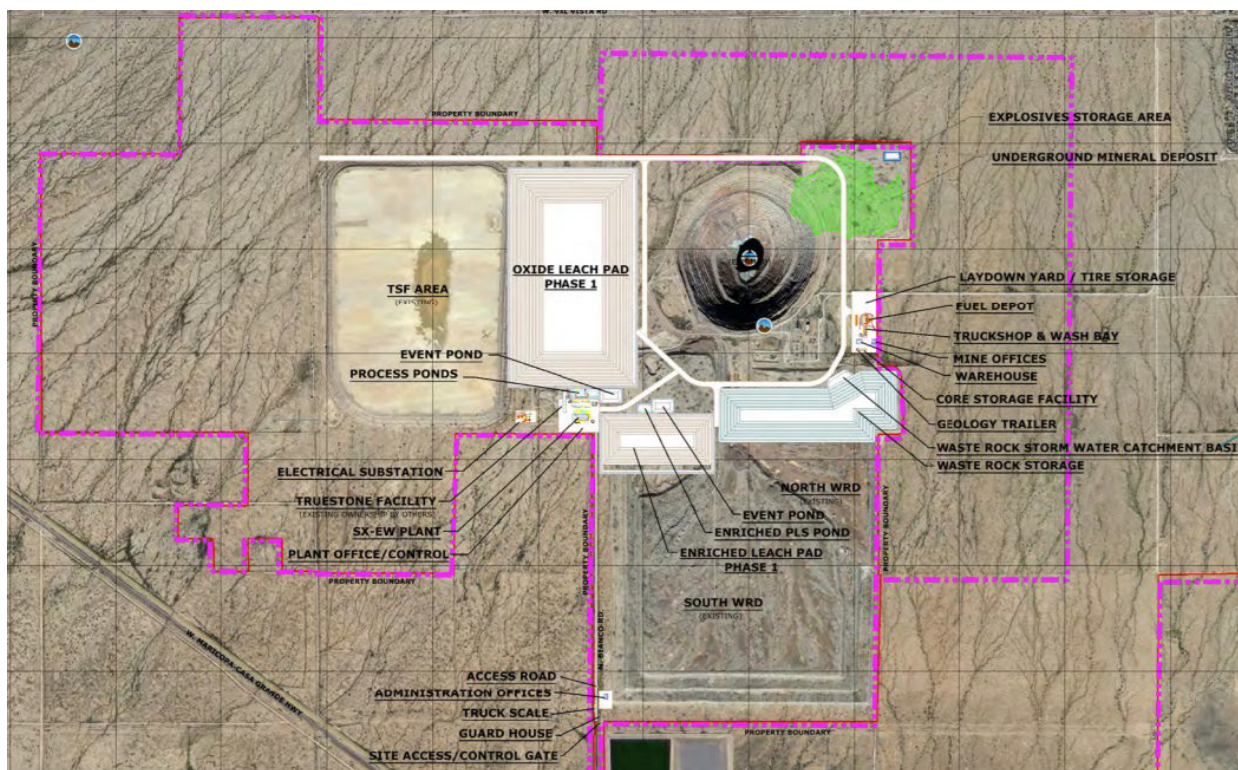 W. VAL VISTA RD
PROPERTY BOUNDARY
EXPLOSIVES STORAGE AREA
UNDERGROUND MINERAL DEPOSIT
PROPERTY BOUNDARY
OXIDE LEACH PAD
PHASE 1
TSF AREA
(EXISTING)
LAYDOWN YARD / TIRE STORAGE
FUEL DEPOT
TRUCKSHOP & WASH BAY
MINE OFFICES
WAREHOUSE
CORE STORAGE FACILITY
GEOLOGY TRAILER
WASTE ROCK STORM WATER CATCHMENT BASI
WASTE ROCK STORAGE
EVENT POND
PROCESS PONDS
ELECTRICAL SUBSTATION
TRUESTONE FACILITY
(EXISTING OWNERSHIP BY OTHERS)
SX-EW PLANT
PLANT OFFICE/CONTROL
NORTH WRD
(EXISTING)
EVENT POND
ENRICHED PLS POND
ENRICHED LEACH PAD
PHASE 1
PROPERTY BOUNDARY
PROPERTY BOUNDARY
PROPERTY BOUNDARY
SOUTH WRD
(EXISTING)
N. BIANCO RD.
W. MARICOPA-CASA GRANDE HWY
ACCESS ROAD
ADMINISTRATION OFFICES
TRUCK SCALE
GUARD HOUSE
SITE ACCESS/CONTROL GATE
PROPERTY BOUNDARY